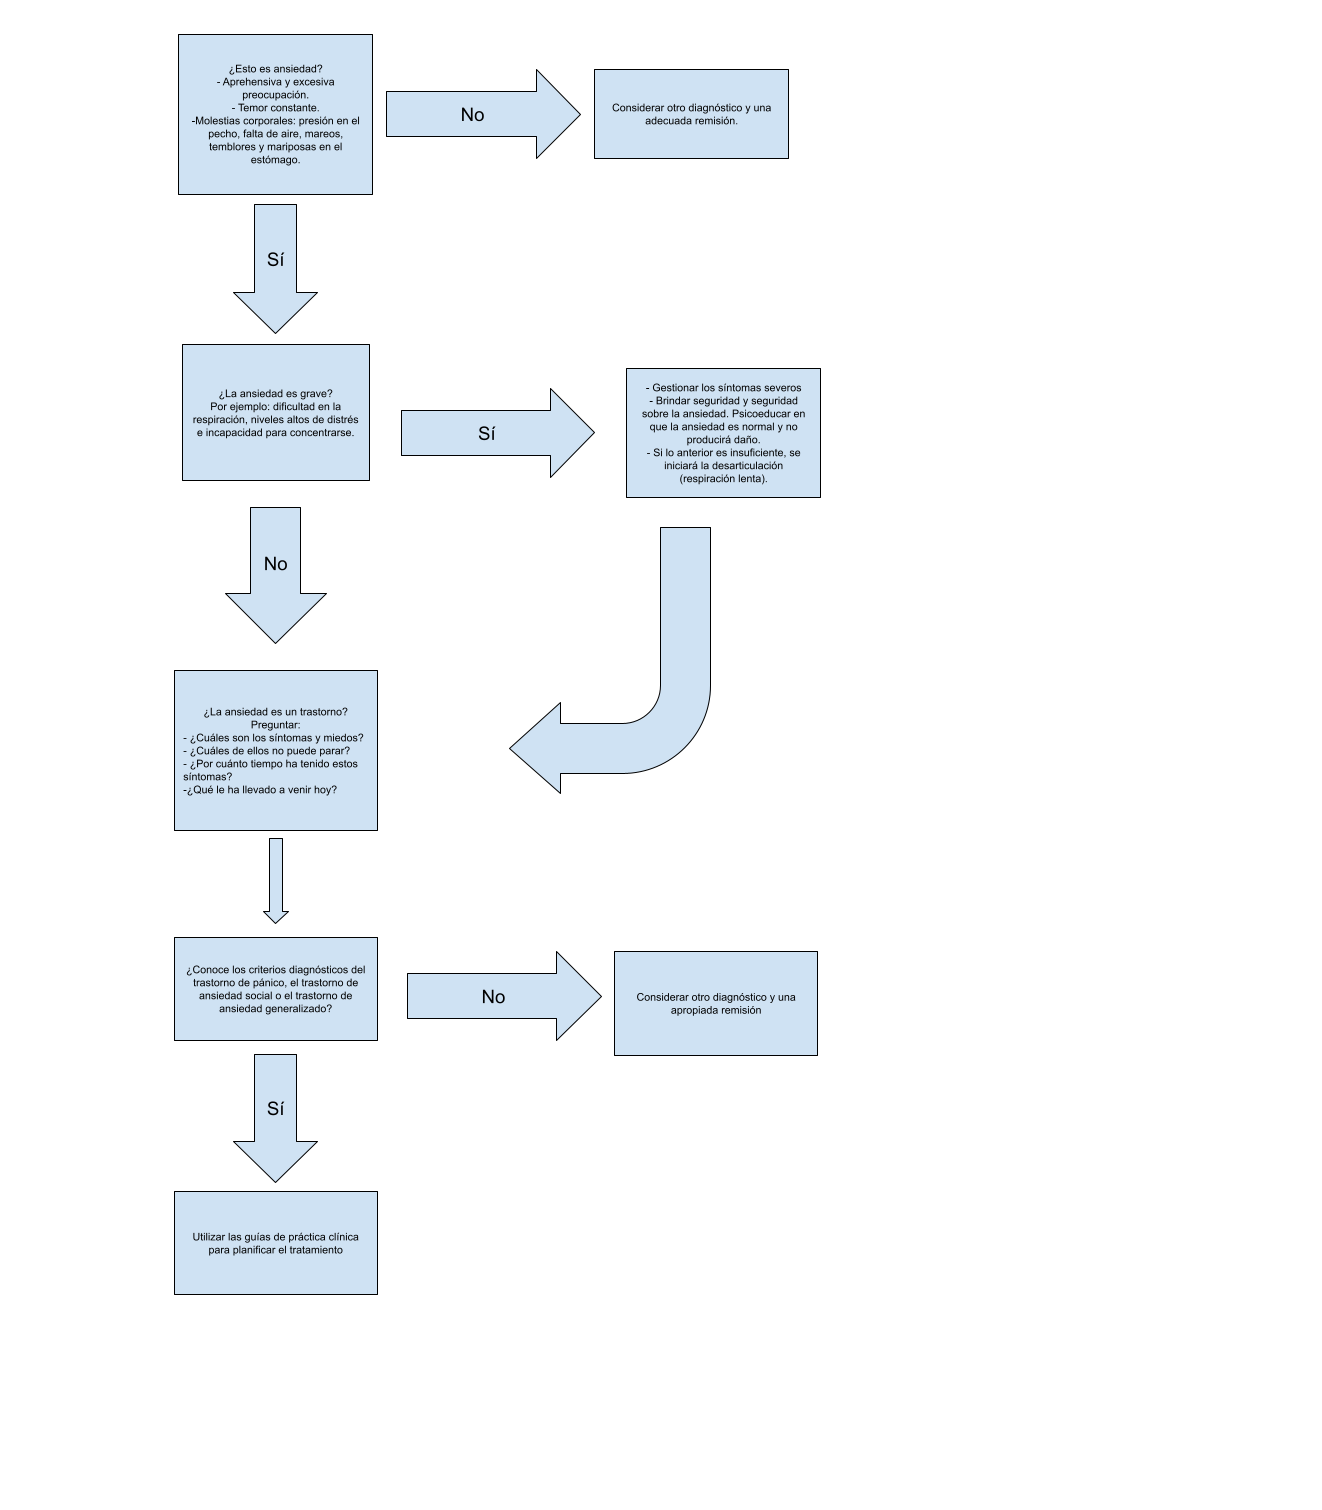 ¿Esto es ansiedad?
- Aprehensiva y excesiva
preocupación.
- Temor constante.
-Molestias corporales: presión en el
pecho, falta de aire, mareos,
temblores y mariposas en el
estómago.
No
Considerar otro diagnóstico y una
adecuada remisión.
Sí
¿La ansiedad es grave?
Por ejemplo: dificultad en la
respiración, niveles altos de distrés
e incapacidad para concentrarse.
Sí
- Gestionar los síntomas severos
- Brindar seguridad y seguridad
sobre la ansiedad. Psicoeducar en
que la ansiedad es normal y no
producirá daño.
- Si lo anterior es insuficiente, se
iniciará la desarticulación
(respiración lenta).
No
¿La ansiedad es un trastorno?
Preguntar:
- ¿Cuáles son los síntomas y miedos?
- ¿Cuáles de ellos no puede parar?
- ¿Por cuánto tiempo ha tenido estos
síntomas?
-¿Qué le ha llevado a venir hoy?
¿Conoce los criterios diagnósticos del
trastorno de pánico, el trastorno de
ansiedad social o el trastorno de
ansiedad generalizado?
No
Considerar otro diagnóstico y una
apropiada remisión
Sí
Utilizar las guías de práctica clínica
para planificar el tratamiento